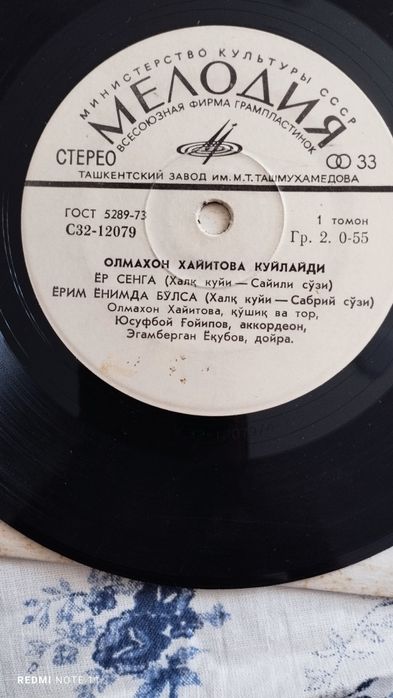 МИНИСТЕРСТВО КУЛЬТУРЫ СССР
МЕЛОДИЯ
ВСЕСОЮЗНАЯ ФИРМА ГРАМПЛАСТИНОК
СТЕРЕО
33
ТАШКЕНТСКИЙ ЗАВОД ИМ. М.Т. ТАШМУХАМЕДОВА
ГОСТ 5289-73
1 томон
С32-12079
Гр. 2. 0-55
ОЛМАХОН ХАЙИТОВА КУЙЛАЙДИ
ЁР СЕНГА (Халқ куйи — Сайили сўзи)
ЁРИМ ЁНИМДА БЎЛСА (Халқ куйи — Сабрий сўзи)
Олмахон Хайитова, қўшиқ ва тор,
Юсуфбой Ғойипов, аккордеон,
Эгамберган Ёқубов, дойра.
REDMI NOTE 11